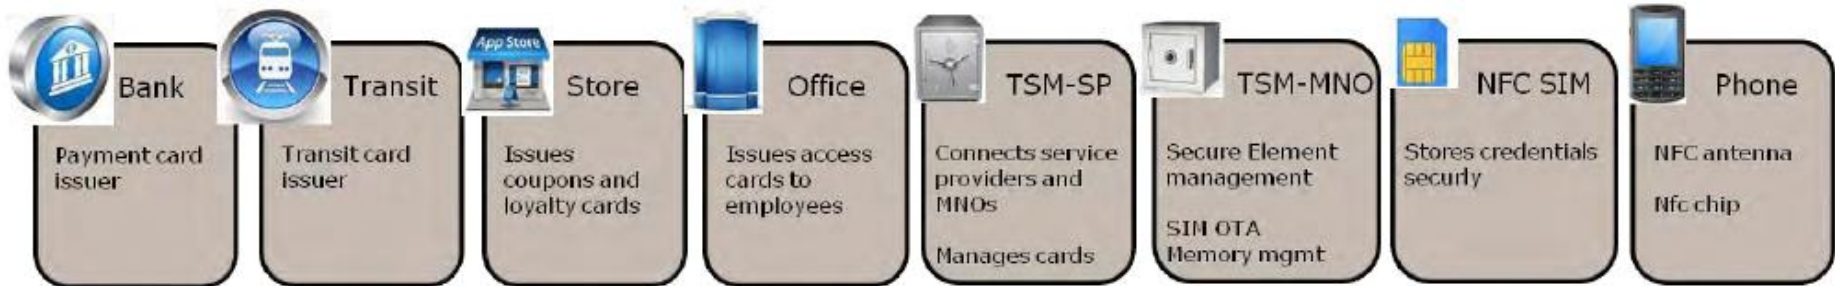 Bank
Payment card
issuer
Transit
Transit card
issuer
App Store
Store
Issues
coupons and
loyalty cards
Office
Issues access
cards to
employees
TSM-SP
Connects service
providers and
MNOs
Manages cards
TSM-MNO
Secure Element
management
SIM OTA
Memory mgmt
NFC SIM
Stores credentials
securly
Phone
NFC antenna
Nfc chip